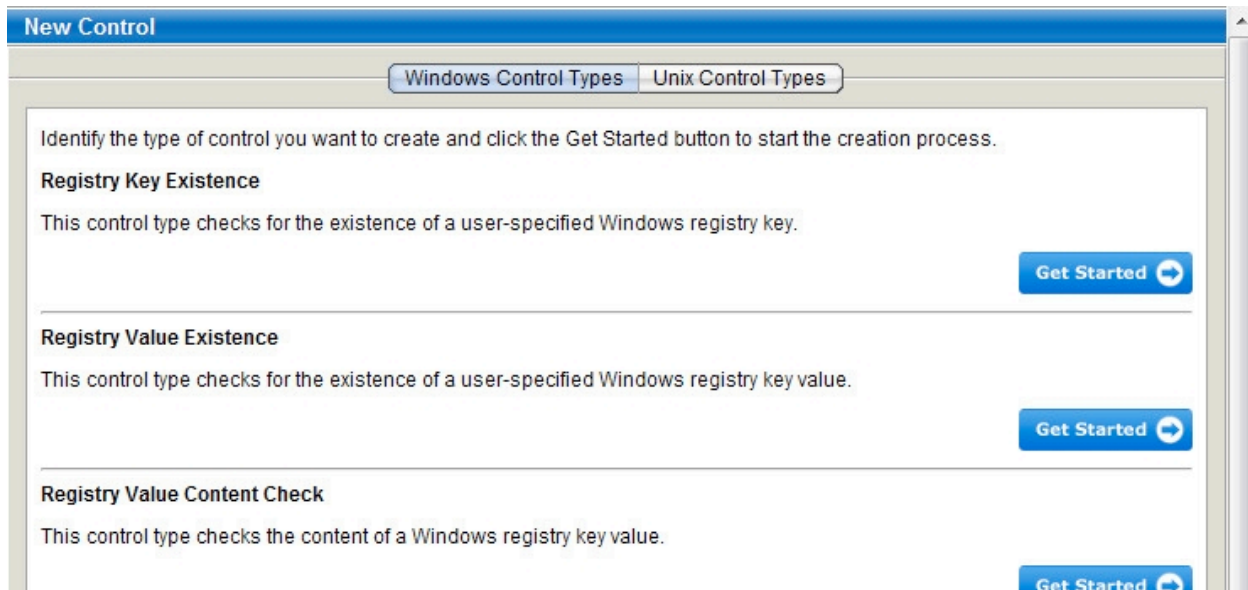 New Control
Windows Control Types Unix Control Types
Identify the type of control you want to create and click the Get Started button to start the creation process.
Registry Key Existence
This control type checks for the existence of a user-specified Windows registry key.
Get Started
Registry Value Existence
This control type checks for the existence of a user-specified Windows registry key value.
Get Started
Registry Value Content Check
This control type checks the content of a Windows registry key value.
Get Started